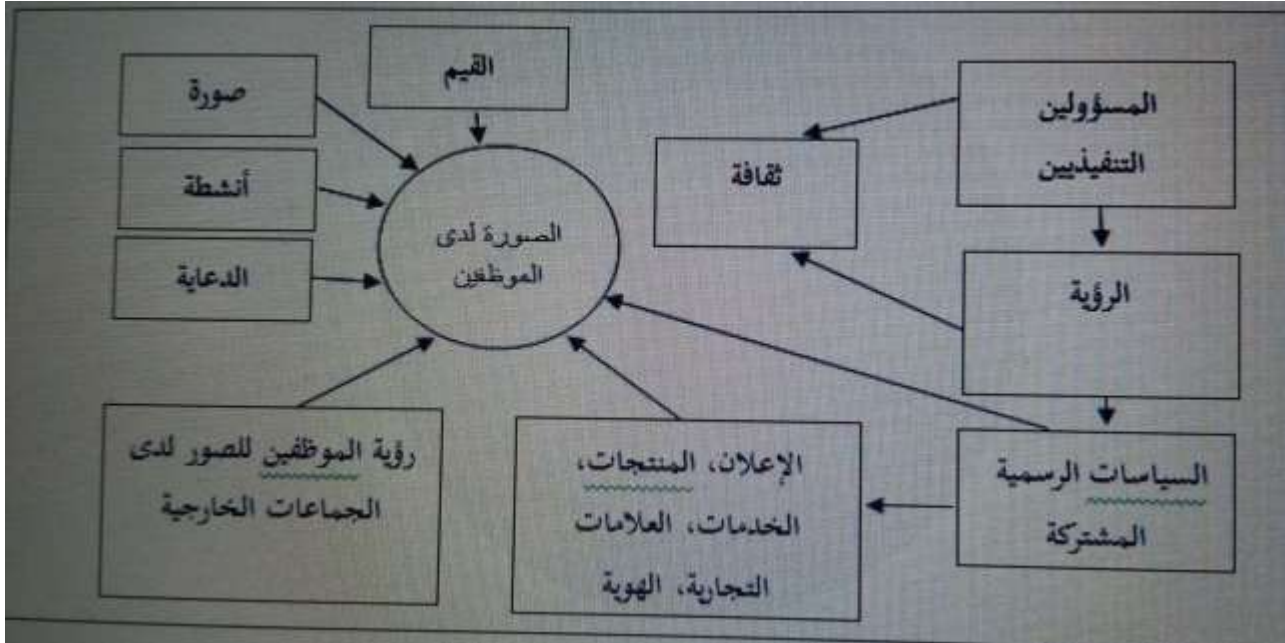 القيم
صورة
المسؤولين
التنفيذيين
ثقافة
أنشطة
الصورة لدى
الموظفين
الدعاية
الرؤية
رؤية الموظفين للصور لدى
الجماعات الخارجية
الإعلان، المنتجات،
الخدمات، العلامات
التجارية، الهوية
السياسات الرسمية
المشتركة